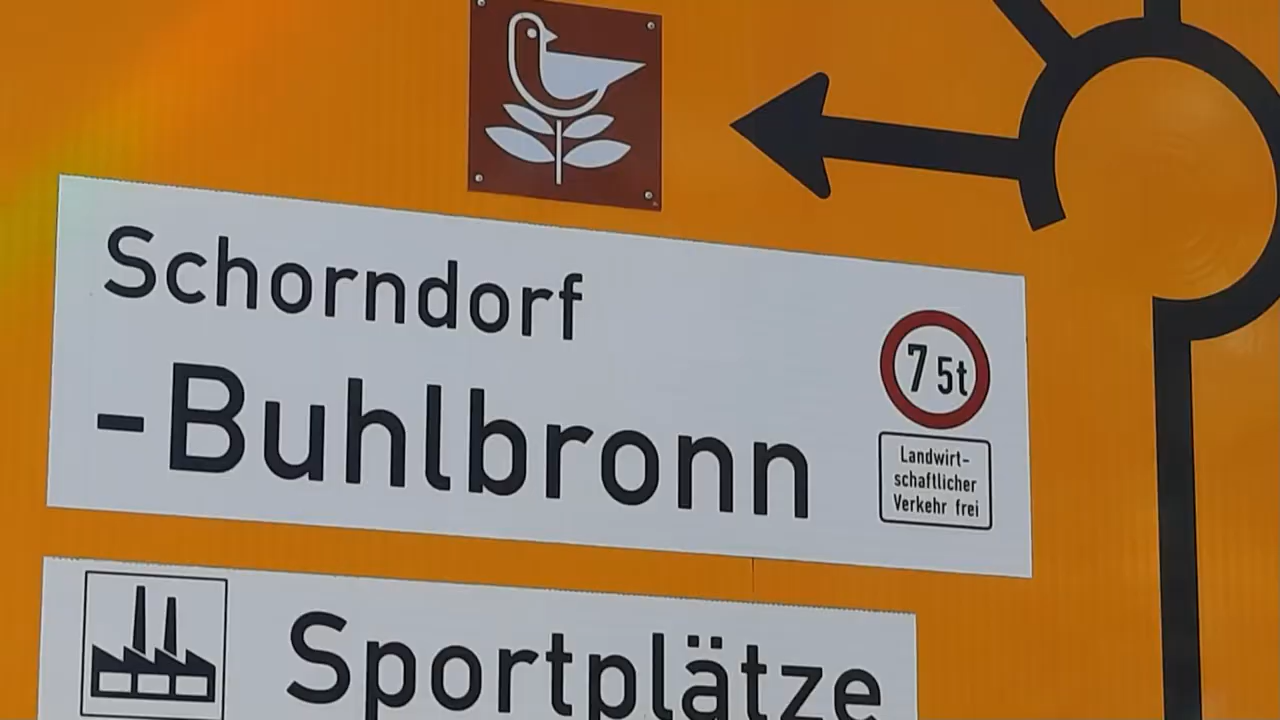 Schorndorf
-Buhlbronn
7 5t
Landwirt-
schaftlicher
Verkehr frei
Sportplätze